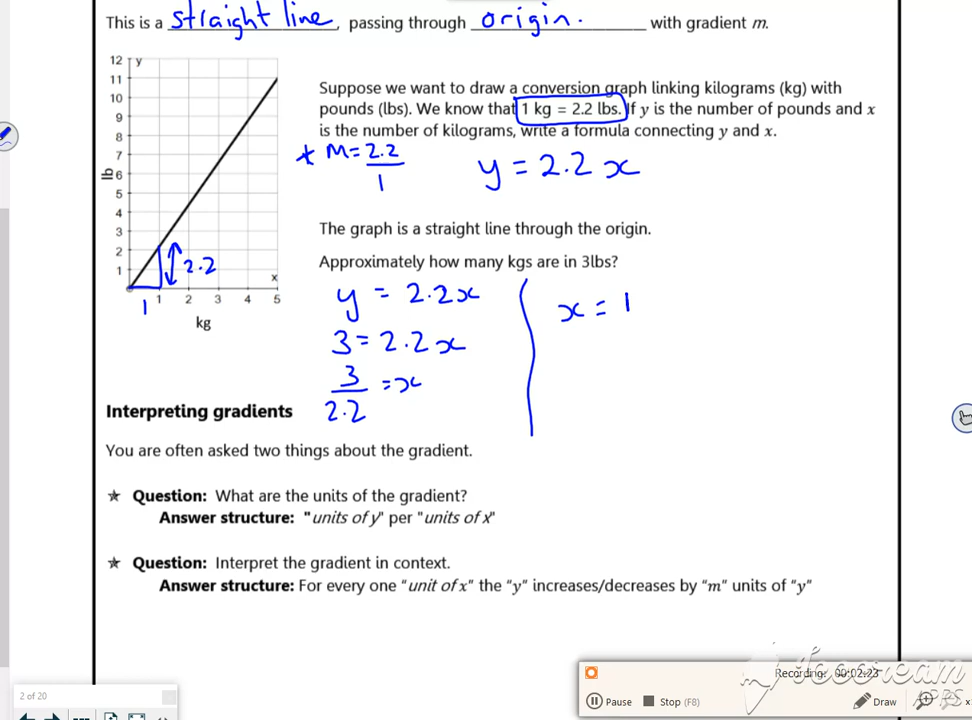 This is a straight line, passing through origin. with gradient m.
12 y
11
10
9
8
7
lb 6
5
4
3
2
1
2.2
x
1 1 2 3 4 5
kg
Suppose we want to draw a conversion graph linking kilograms (kg) with
pounds (lbs). We know that 1 kg = 2.2 lbs. If y is the number of pounds and x
is the number of kilograms, write a formula connecting y and x.
* M = 2.2/1 y = 2.2x
The graph is a straight line through the origin.
Approximately how many kgs are in 3lbs?
y = 2.2x x = 1
3 = 2.2x
3/2.2 = x
Interpreting gradients
You are often asked two things about the gradient.
★ Question: What are the units of the gradient?
Answer structure: "units of y" per "units of x"
★ Question: Interpret the gradient in context.
Answer structure: For every one "unit of x" the "y" increases/decreases by "m" units of "y"
Recording: 00:02:23
Icecream
APPS
2 of 20
Pause Stop (F8) Draw x